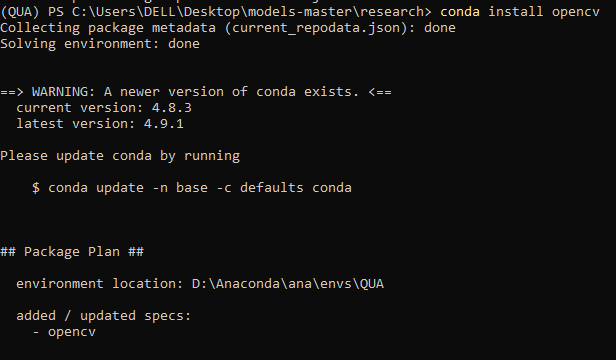 (QUA) PS C:\Users\DELL\Desktop\models-master\research> conda install opencv
Collecting package metadata (current_repodata.json): done
Solving environment: done
==> WARNING: A newer version of conda exists. <==
current version: 4.8.3
latest version: 4.9.1
Please update conda by running
$ conda update -n base -c defaults conda
## Package Plan ##
environment location: D:\Anaconda\ana\envs\QUA
added / updated specs:
- opencv